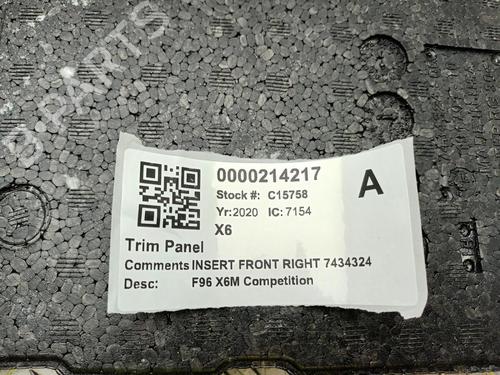 B-PARTS
0000214217
A
Stock #: C15758
Yr:2020 IC: 7154
X6
Trim Panel
Comments INSERT FRONT RIGHT 7434324
Desc: F96 X6M Competition